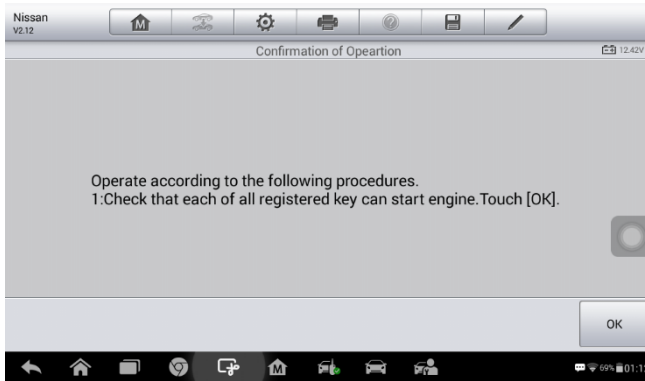 Nissan
V2.12
M
Confirmation of Opeartion
12.42V
Operate according to the following procedures.
1:Check that each of all registered key can start engine.Touch [OK].
OK
M
69%